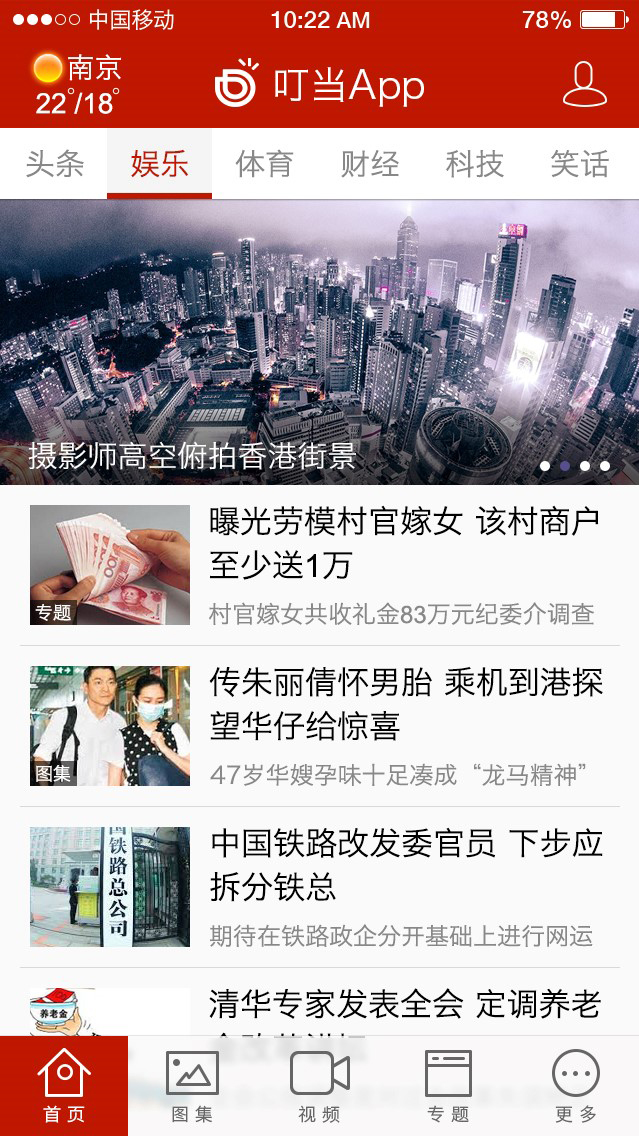 中国移动 10:22 AM 78%
南京
22°/18°
叮当App
头条 娱乐 体育 财经 科技 笑话
摄影师高空俯拍香港街景
曝光劳模村官嫁女 该村商户
至少送1万
村官嫁女共收礼金83万元纪委介调查
专题
传朱丽倩怀男胎 乘机到港探
望华仔给惊喜
47岁华嫂孕味十足凑成“龙马精神”
图集
中国铁路改发委官员 下步应
拆分铁总
期待在铁路政企分开基础上进行网运
国铁路总公司
清华专家发表全会 定调养老
养老金
首页 图集 视频 专题 更多